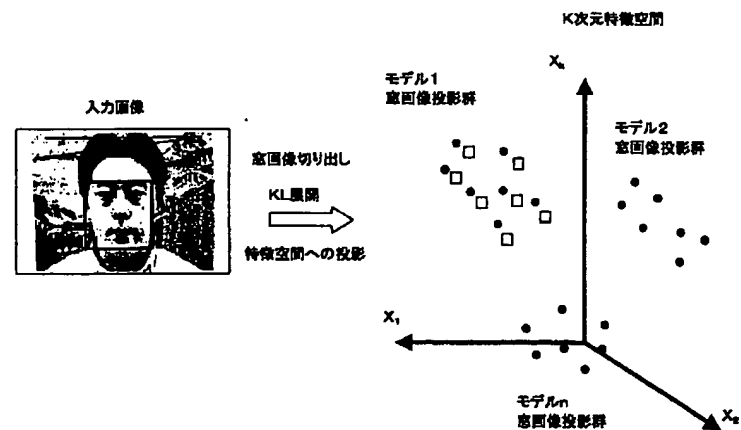 K次元特徴空間
Xk
モデル1
窓画像投影群
入力画像
モデル2
窓画像投影群
窓画像切り出し
KL展開
特徴空間への投影
X1
モデルn
窓画像投影群
X2